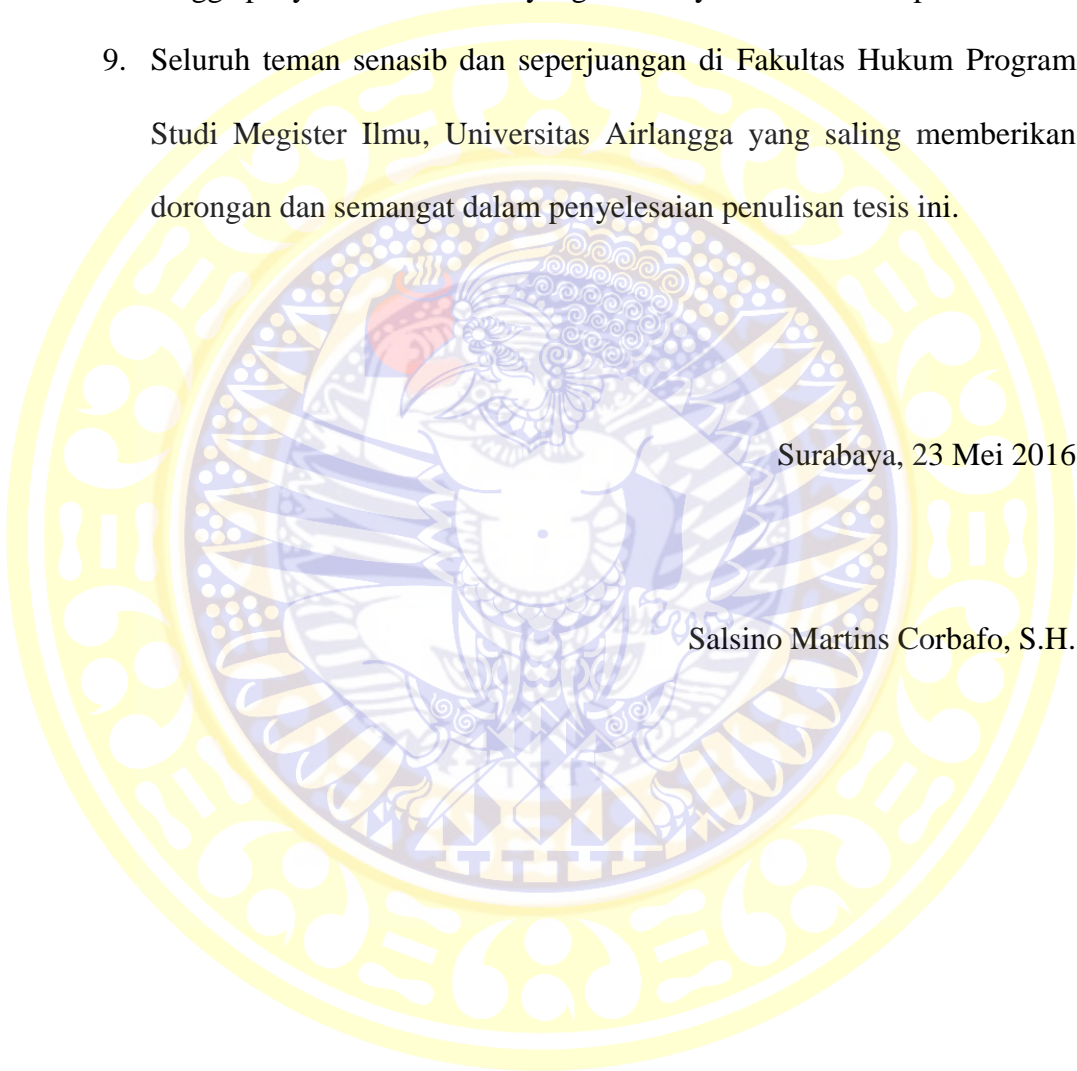 9. Seluruh teman senasib dan seperjuangan di Fakultas Hukum Program
Studi Megister Ilmu, Universitas Airlangga yang saling memberikan
dorongan dan semangat dalam penyelesaian penulisan tesis ini.
Surabaya, 23 Mei 2016
Salsino Martins Corbafo, S.H.